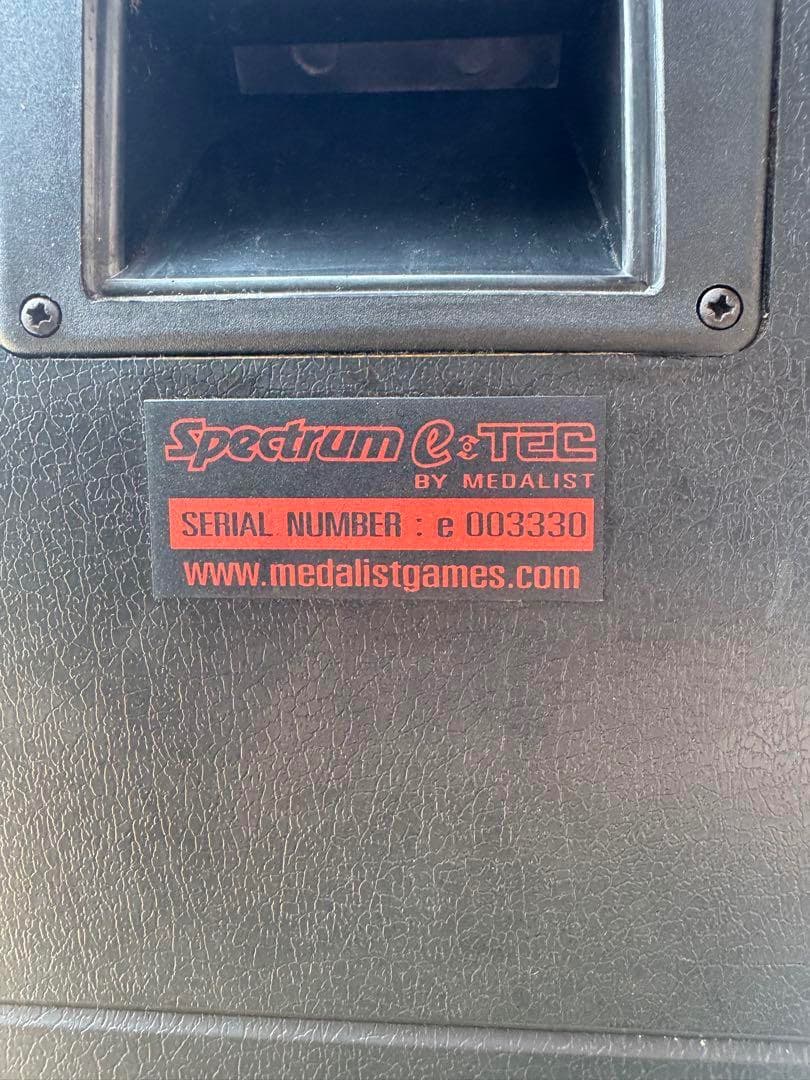 Spectrum e-TEC
BY MEDALIST
SERIAL NUMBER : e 003330
www.medalistgames.com